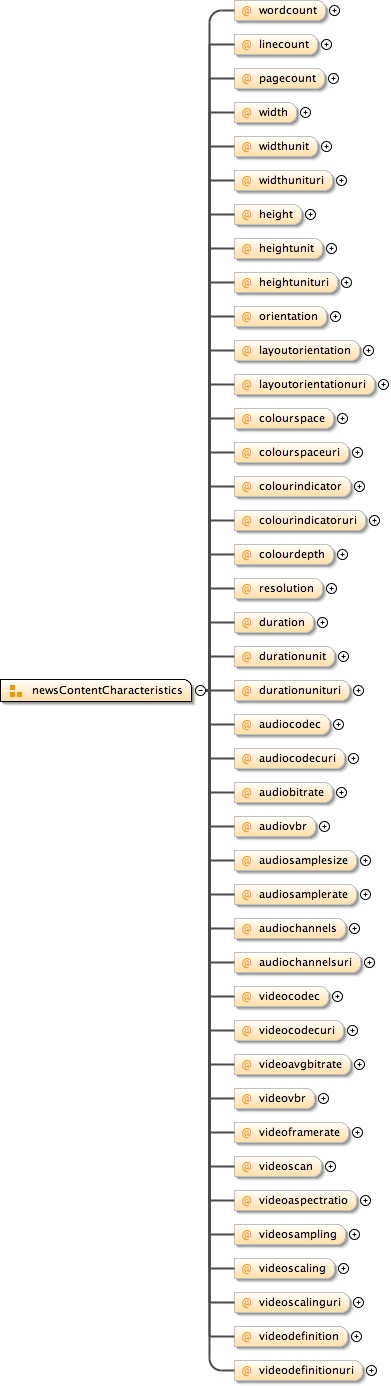 @ wordcount
@ linecount
@ pagecount
@ width
@ widthunit
@ widthunituri
@ height
@ heightunit
@ heightunituri
@ orientation
@ layoutorientation
@ layoutorientationuri
@ colourspace
@ colourspaceuri
@ colourindicator
@ colourindicatoruri
@ colourdepth
@ resolution
@ duration
@ durationunit
newsContentCharacteristics
@ durationunituri
@ audiocodec
@ audiocodecuri
@ audiobitrate
@ audiovbr
@ audiosamplesize
@ audiosamplerate
@ audiochannels
@ audiochannelsuri
@ videocodec
@ videocodecuri
@ videoavgbitrate
@ videovbr
@ videoframerate
@ videoscan
@ videoaspectratio
@ videosampling
@ videoscaling
@ videoscalinguri
@ videodefinition
@ videodefinitionuri